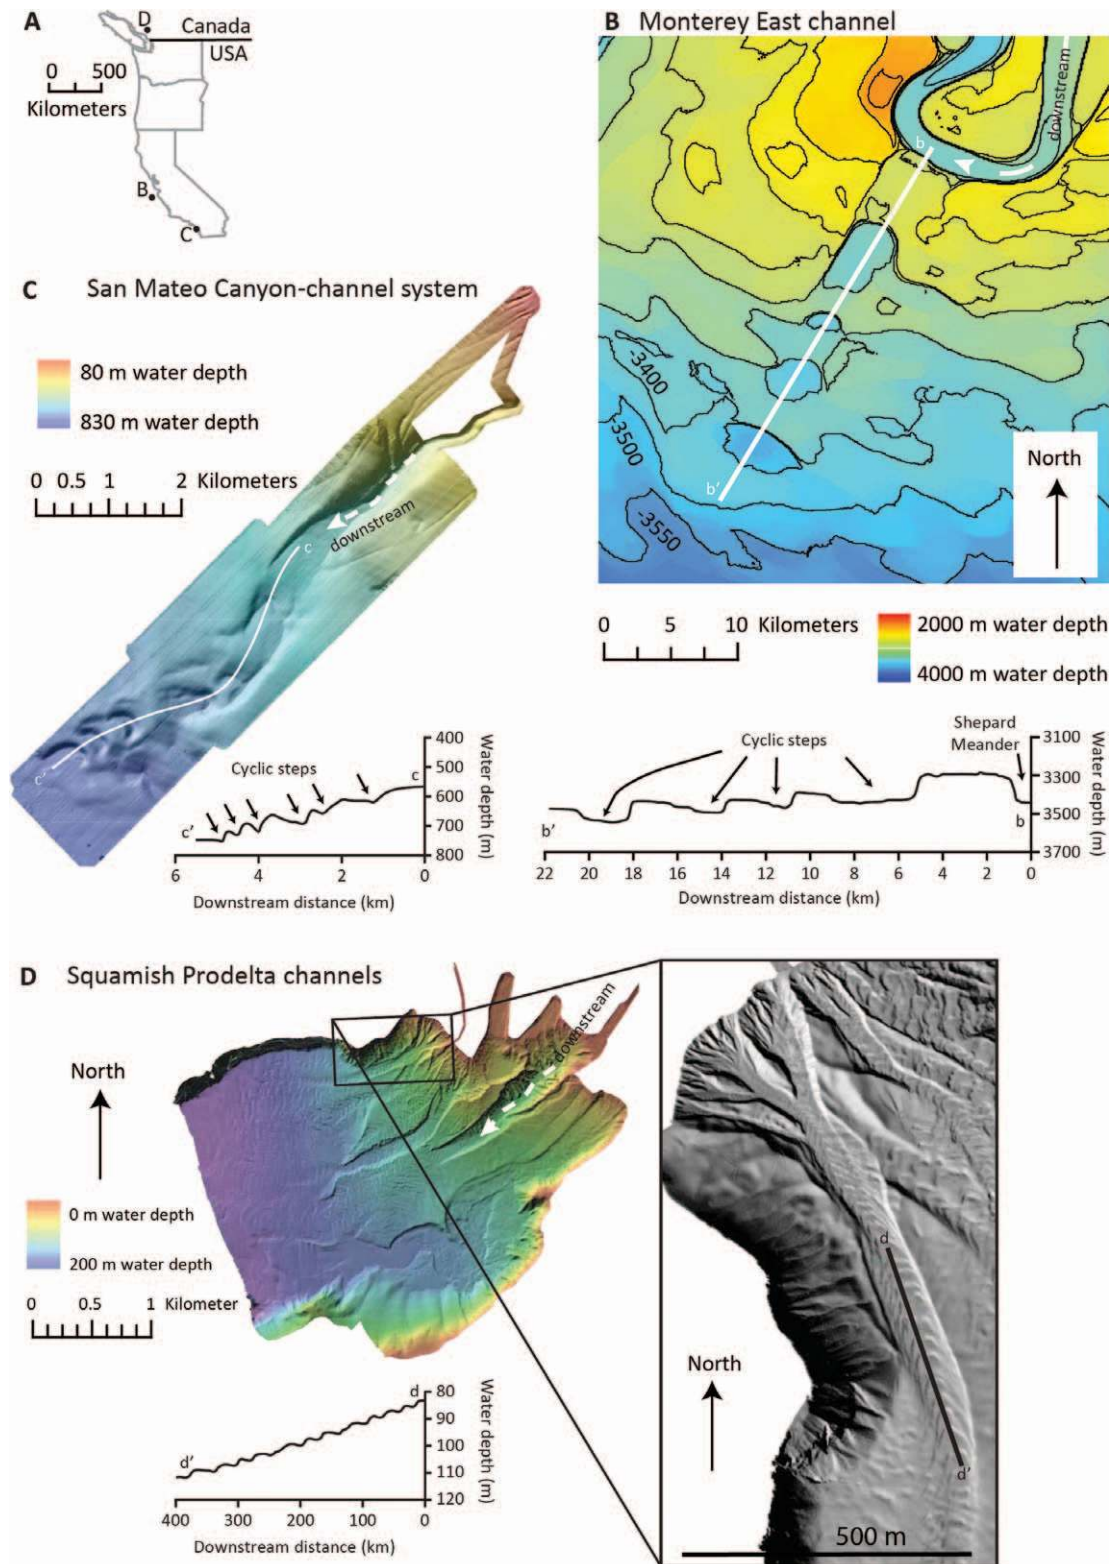 A
D
Canada
USA
0 500
Kilometers
B
C
B Monterey East channel
downstream
b
-3400
-3500
-3550
b'
North
0 5 10 Kilometers
2000 m water depth
4000 m water depth
C San Mateo Canyon-channel system
80 m water depth
830 m water depth
0 0.5 1 2 Kilometers
downstream
c
c'
Cyclic steps
c
c'
400
500
600
700
800
Water depth (m)
6 4 2 0
Downstream distance (km)
Cyclic steps
Shepard
Meander
b'
b
3100
3300
3500
3700
Water depth (m)
22 20 18 16 14 12 10 8 6 4 2 0
Downstream distance (km)
D Squamish Prodelta channels
downstream
North
0 m water depth
200 m water depth
0 0.5 1 Kilometer
d
d'
80
90
100
110
120
Water depth (m)
400 300 200 100 0
Downstream distance (km)
d
d'
North
500 m